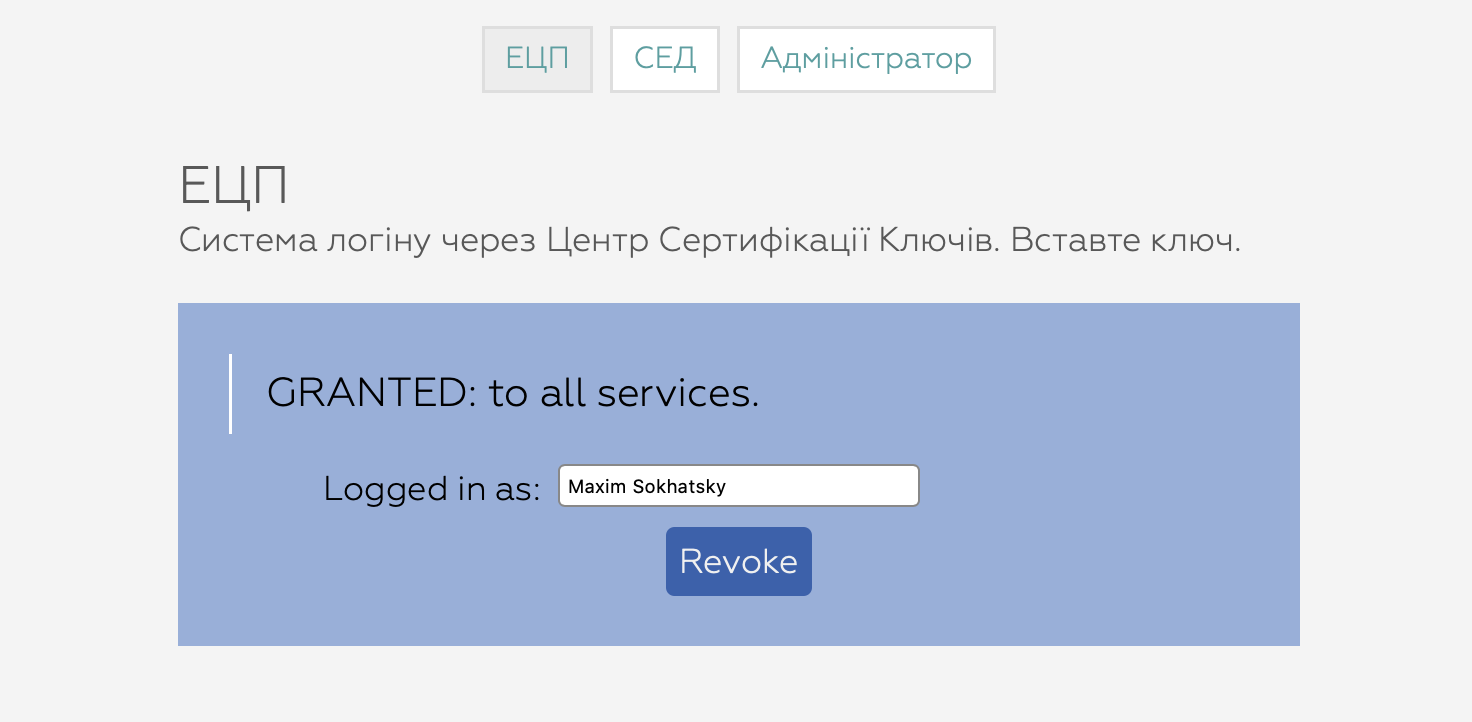 ЕЦП СЕД Адміністратор
ЕЦП
Система логіну через Центр Сертифікації Ключів. Вставте ключ.
GRANTED: to all services.
Logged in as: Maxim Sokhatsky
Revoke